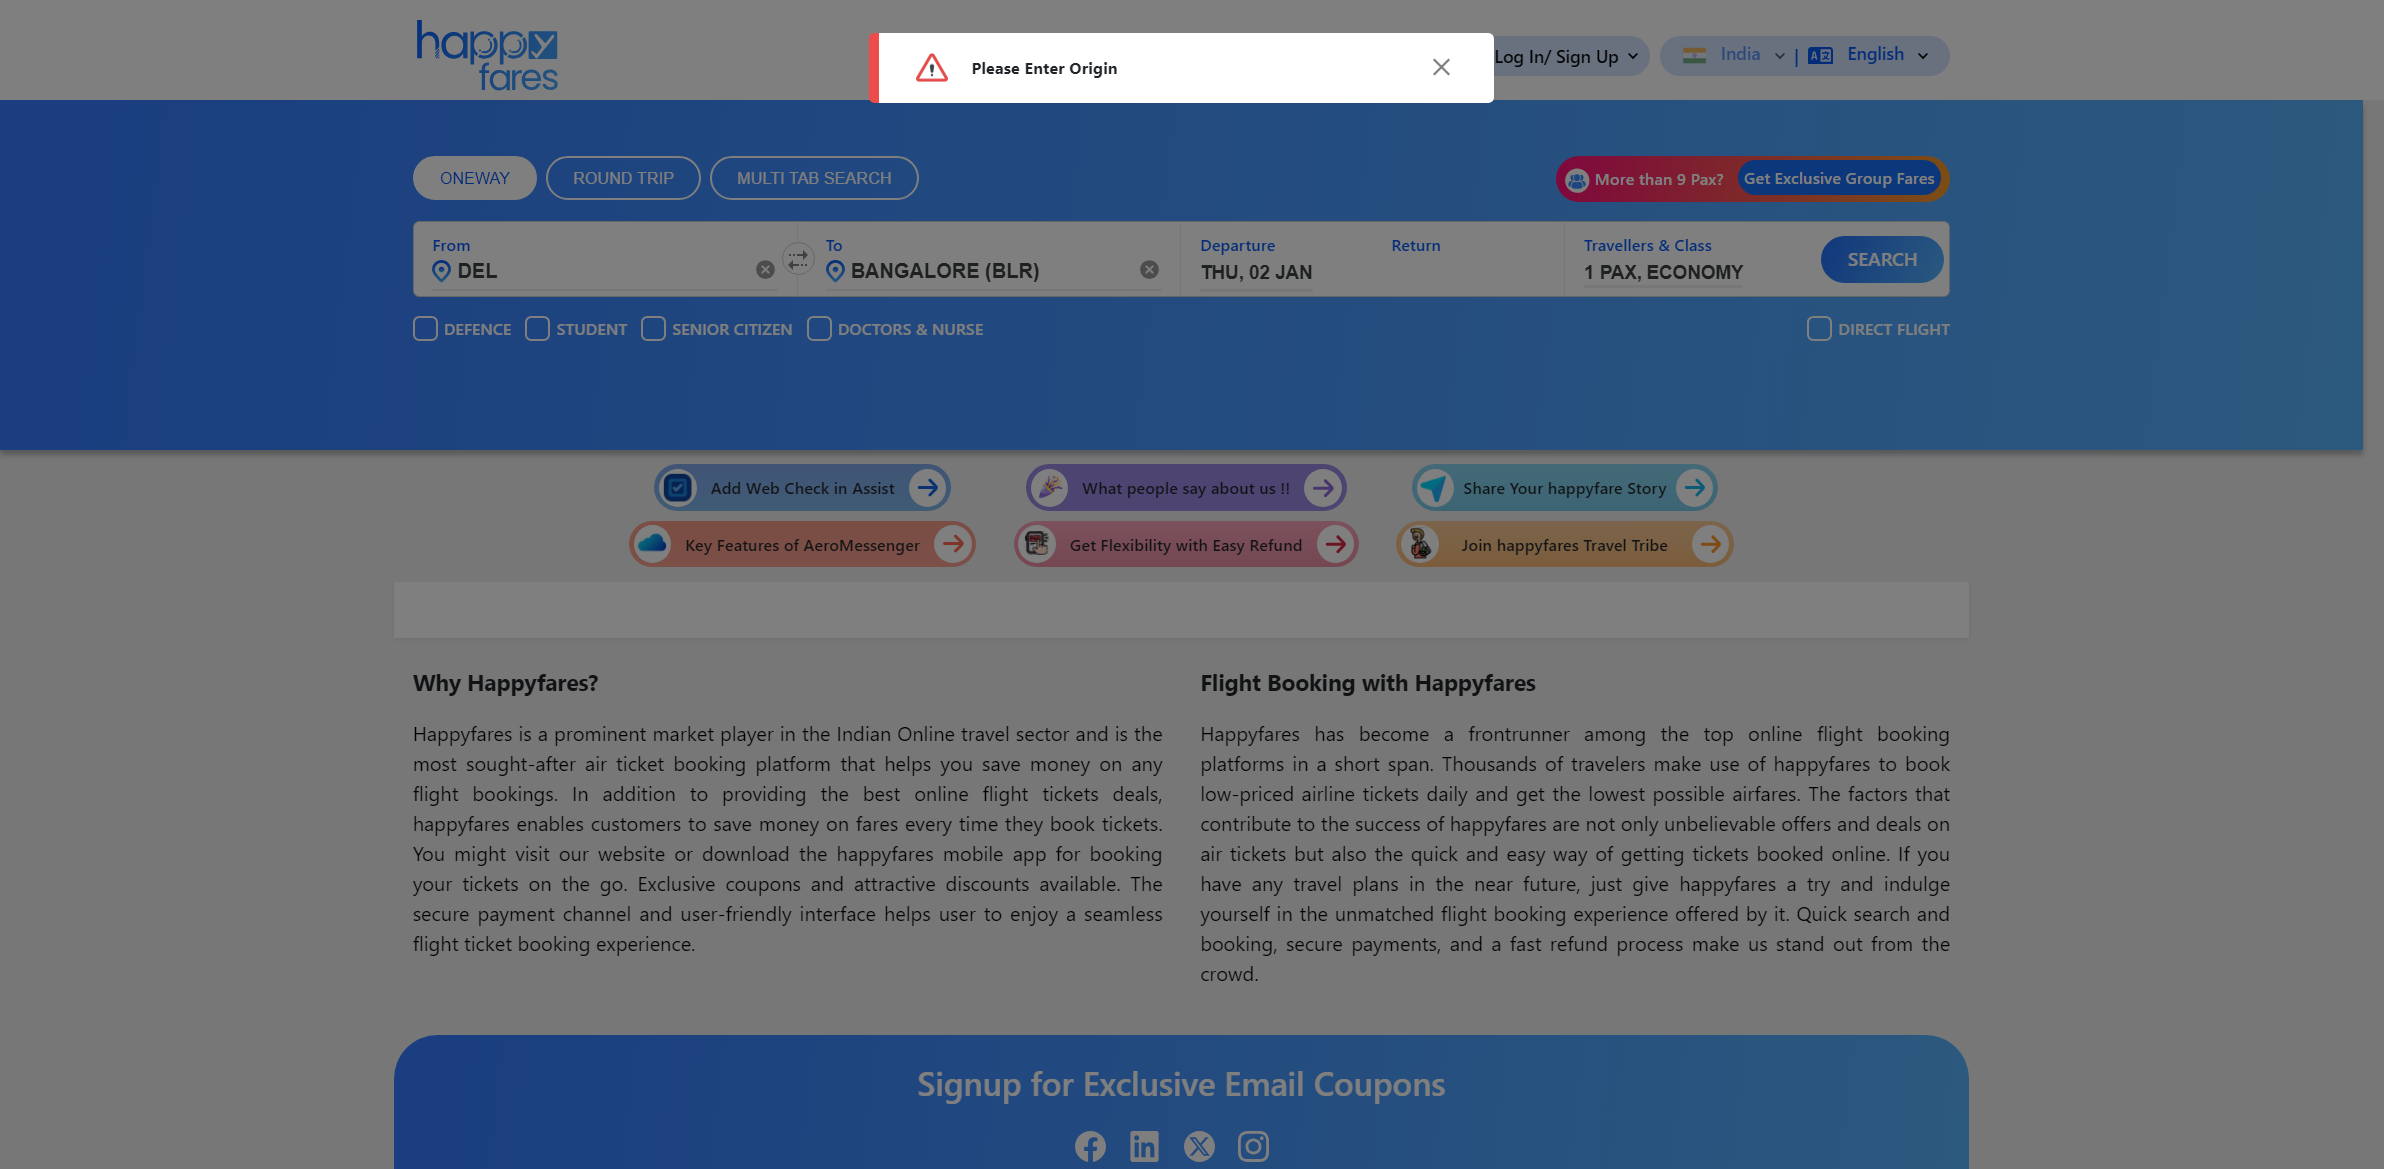 happy
fares
Please Enter Origin
Log In/ Sign Up
India
English
ONEWAY
ROUND TRIP
MULTI TAB SEARCH
More than 9 Pax?
Get Exclusive Group Fares
From
DEL
To
BANGALORE (BLR)
Departure
THU, 02 JAN
Return
Travellers & Class
1 PAX, ECONOMY
SEARCH
DEFENCE
STUDENT
SENIOR CITIZEN
DOCTORS & NURSE
DIRECT FLIGHT
Add Web Check in Assist
What people say about us !!
Share Your happyfare Story
Key Features of AeroMessenger
Get Flexibility with Easy Refund
Join happyfares Travel Tribe
Why Happyfares?
Happyfares is a prominent market player in the Indian Online travel sector and is the
most sought-after air ticket booking platform that helps you save money on any
flight bookings. In addition to providing the best online flight tickets deals,
happyfares enables customers to save money on fares every time they book tickets.
You might visit our website or download the happyfares mobile app for booking
your tickets on the go. Exclusive coupons and attractive discounts available. The
secure payment channel and user-friendly interface helps user to enjoy a seamless
flight ticket booking experience.
Flight Booking with Happyfares
Happyfares has become a frontrunner among the top online flight booking
platforms in a short span. Thousands of travelers make use of happyfares to book
low-priced airline tickets daily and get the lowest possible airfares. The factors that
contribute to the success of happyfares are not only unbelievable offers and deals on
air tickets but also the quick and easy way of getting tickets booked online. If you
have any travel plans in the near future, just give happyfares a try and indulge
yourself in the unmatched flight booking experience offered by it. Quick search and
booking, secure payments, and a fast refund process make us stand out from the
crowd.
Signup for Exclusive Email Coupons